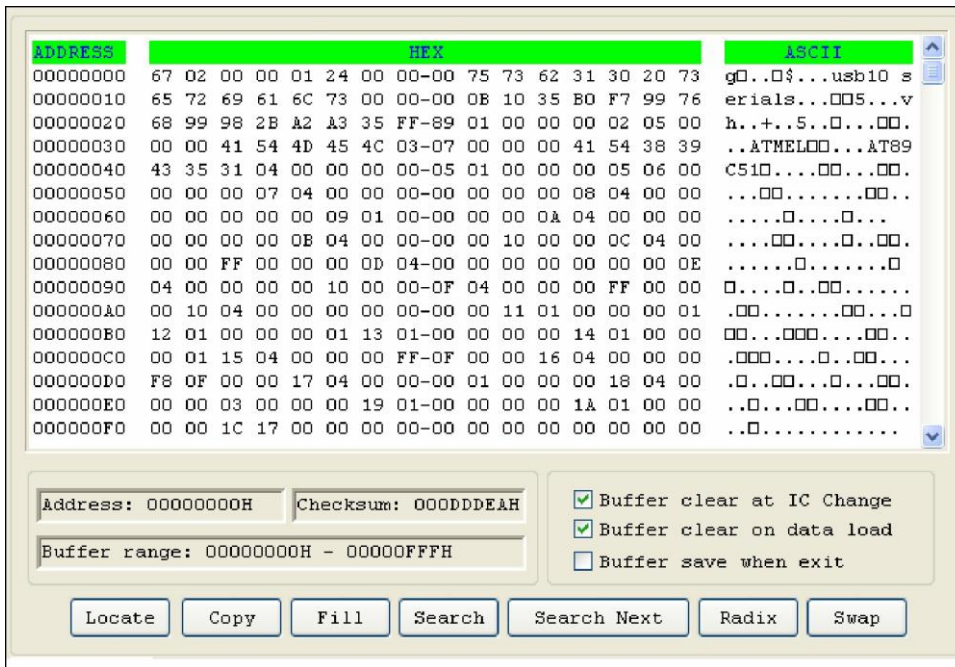 ADDRESS HEX ASCII
00000000 67 02 00 00 01 24 00 00-00 75 73 62 31 30 20 73 g□..□$...usb10 s
00000010 65 72 69 61 6C 73 00 00-00 0B 10 35 B0 F7 99 76 erials...□□5...v
00000020 68 99 98 2B A2 A3 35 FF-89 01 00 00 00 02 05 00 h..+..5..□...□□.
00000030 00 00 41 54 4D 45 4C 03-07 00 00 00 41 54 38 39 ..ATMEL□□...AT89
00000040 43 35 31 04 00 00 00 00-05 01 00 00 00 05 06 00 C51□....□□...□□.
00000050 00 00 00 07 04 00 00 00-00 00 00 00 08 04 00 00 ...□□.......□□..
00000060 00 00 00 00 00 09 01 00-00 00 00 0A 04 00 00 00 .....□....□...
00000070 00 00 00 00 0B 04 00 00-00 00 10 00 00 0C 04 00 ....□□....□..□□.
00000080 00 00 FF 00 00 00 0D 04-00 00 00 00 00 00 00 0E ......□.......□
00000090 04 00 00 00 00 10 00 00-0F 04 00 00 00 FF 00 00 □....□..□□......
000000A0 00 10 04 00 00 00 00 00-00 00 11 01 00 00 00 01 .□□.......□□...□
000000B0 12 01 00 00 00 01 13 01-00 00 00 00 14 01 00 00 □□...□□□....□□..
000000C0 00 01 15 04 00 00 00 FF-0F 00 00 16 04 00 00 00 .□□□....□..□□...
000000D0 F8 0F 00 00 17 04 00 00-00 01 00 00 00 18 04 00 .□..□□...□...□□.
000000E0 00 00 03 00 00 00 19 01-00 00 00 00 1A 01 00 00 ..□...□□....□□..
000000F0 00 00 1C 17 00 00 00 00-00 00 00 00 00 00 00 00 ..□............
Address: 00000000H Checksum: 000DDDEAH
Buffer range: 00000000H - 00000FFFH
Buffer clear at IC Change
Buffer clear on data load
Buffer save when exit
Locate Copy Fill Search Search Next Radix Swap